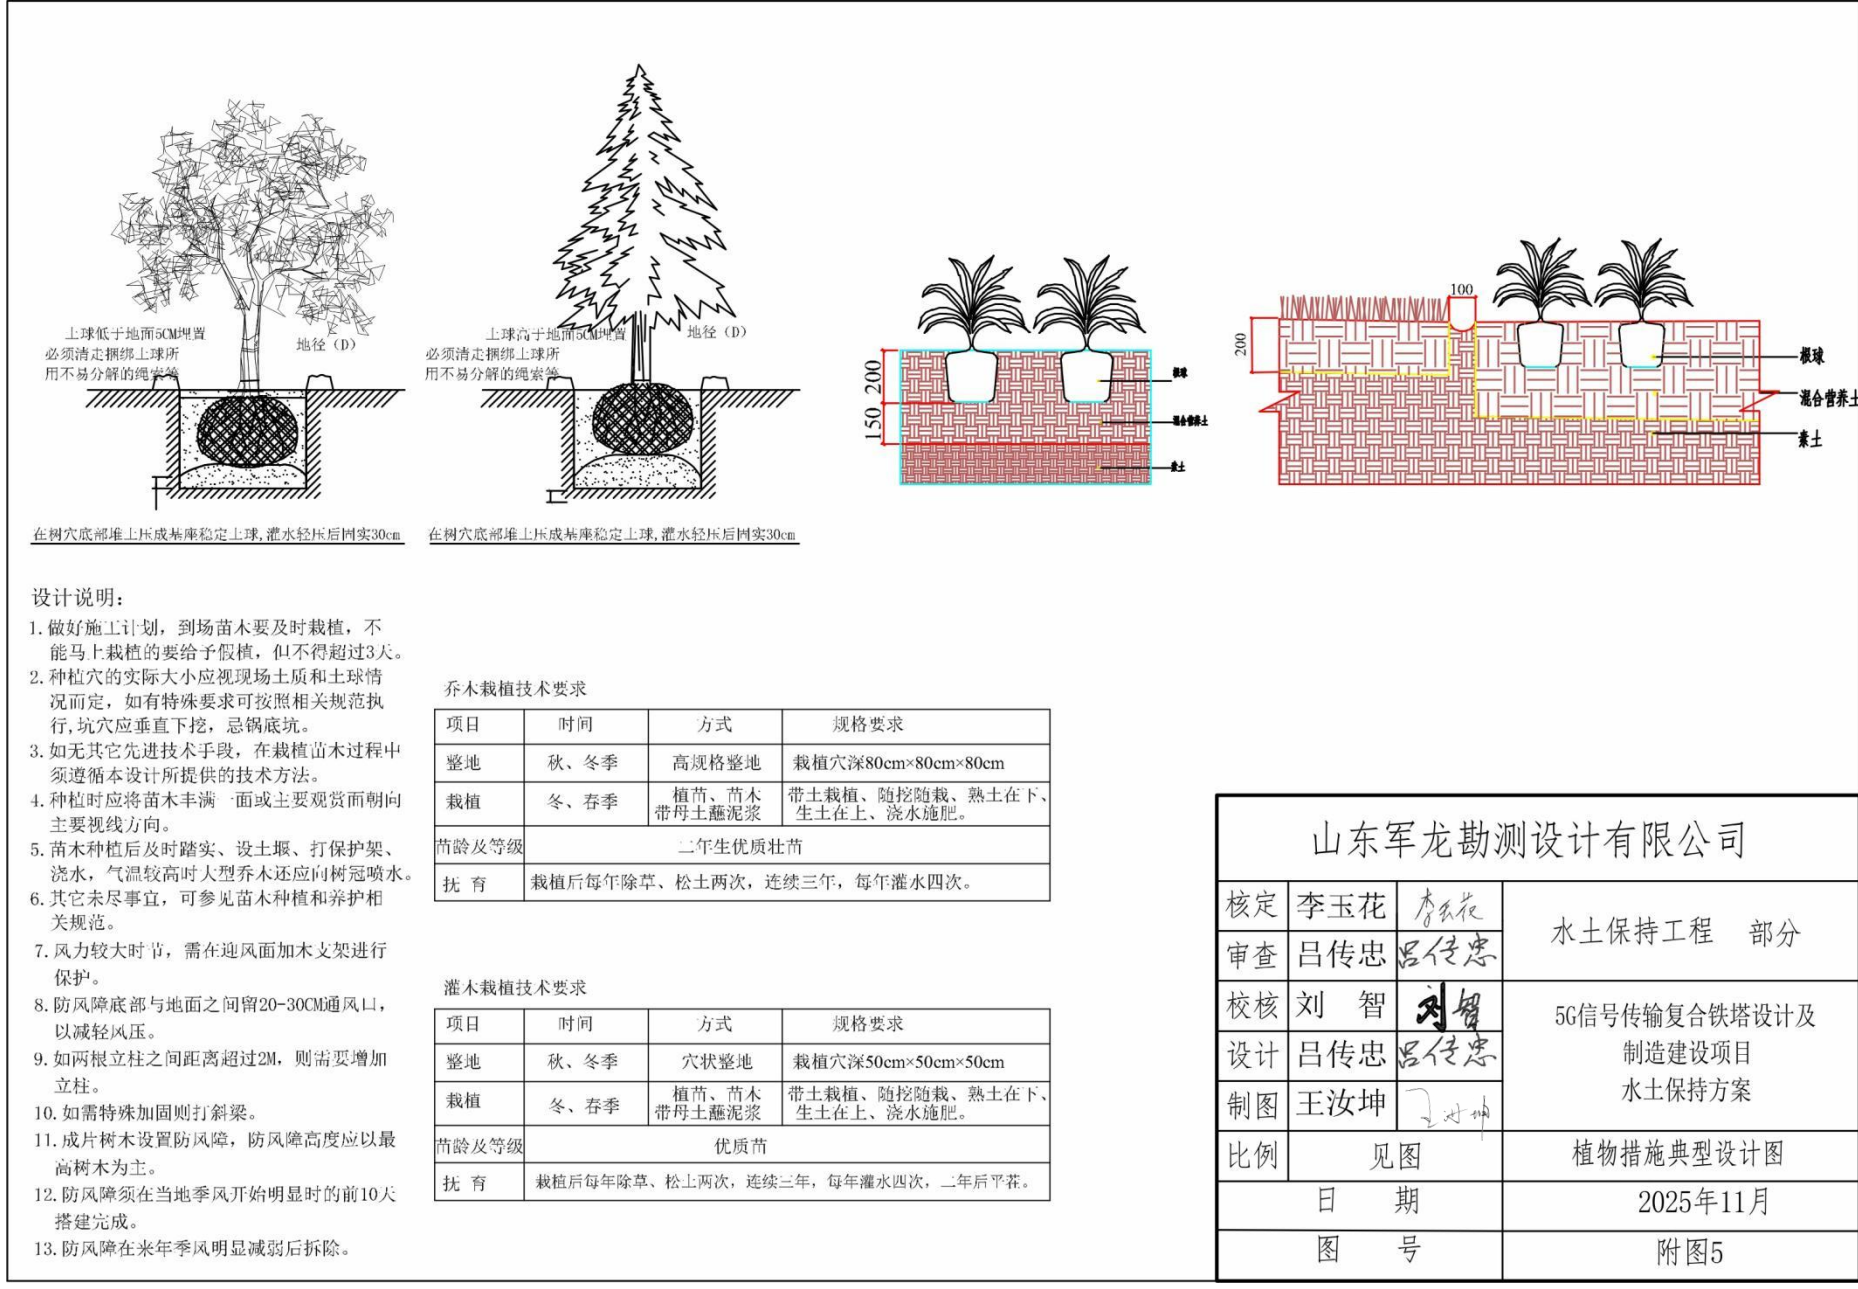 土球低于地面5CM埋置
必须清走捆绑土球所
用不易分解的绳索等
地径（D）
在树穴底部堆土压成基座稳定土球,灌水轻压后固实30cm
土球高于地面5CM埋置
必须清走捆绑土球所
用不易分解的绳索等
地径（D）
在树穴底部堆土压成基座稳定土球,灌水轻压后固实30cm
200
150
根球
混合营养土
素土
200
100
根球
混合营养土
素土
设计说明：
1.做好施工计划，到场苗木要及时栽植，不
能马上栽植的要给予假植，但不得超过3天。
2.种植穴的实际大小应视现场土质和土球情
况而定，如有特殊要求可按照相关规范执
行,坑穴应垂直下挖，忌锅底坑。
3.如无其它先进技术手段，在栽植苗木过程中
须遵循本设计所提供的技术方法。
4.种植时应将苗木丰满一面或主要观赏面朝向
主要视线方向。
5.苗木种植后及时踏实、设土堰、打保护架、
浇水，气温较高时大型乔木还应向树冠喷水。
6.其它未尽事宜，可参见苗木种植和养护相
关规范。
7.风力较大时节，需在迎风面加木支架进行
保护。
8.防风障底部与地面之间留20-30CM通风口，
以减轻风压。
9.如两根立柱之间距离超过2M，则需要增加
立柱。
10.如需特殊加固则打斜梁。
11.成片树木设置防风障，防风障高度应以最
高树木为主。
12.防风障须在当地季风开始明显时的前10天
搭建完成。
13.防风障在来年季风明显减弱后拆除。
乔木栽植技术要求
项目 时间 方式 规格要求
整地 秋、冬季 高规格整地 栽植穴深80cm×80cm×80cm
栽植 冬、春季 植苗、苗木带母土蘸泥浆 带土栽植、随挖随栽、熟土在下、生土在上、浇水施肥。
苗龄及等级 二年生优质壮苗
抚育 栽植后每年除草、松土两次，连续三年，每年灌水四次。
灌木栽植技术要求
项目 时间 方式 规格要求
整地 秋、冬季 穴状整地 栽植穴深50cm×50cm×50cm
栽植 冬、春季 植苗、苗木带母土蘸泥浆 带土栽植、随挖随栽、熟土在下、生土在上、浇水施肥。
苗龄及等级 优质苗
抚育 栽植后每年除草、松土两次，连续三年，每年灌水四次，二年后平茬。
山东军龙勘测设计有限公司
核定 李玉花 李玉花
审查 吕传忠 吕传忠
水土保持工程 部分
校核 刘智 刘智
设计 吕传忠 吕传忠
制图 王汝坤 王汝坤
5G信号传输复合铁塔设计及
制造建设项目
水土保持方案
比例 见图 植物措施典型设计图
日期 2025年11月
图号 附图5